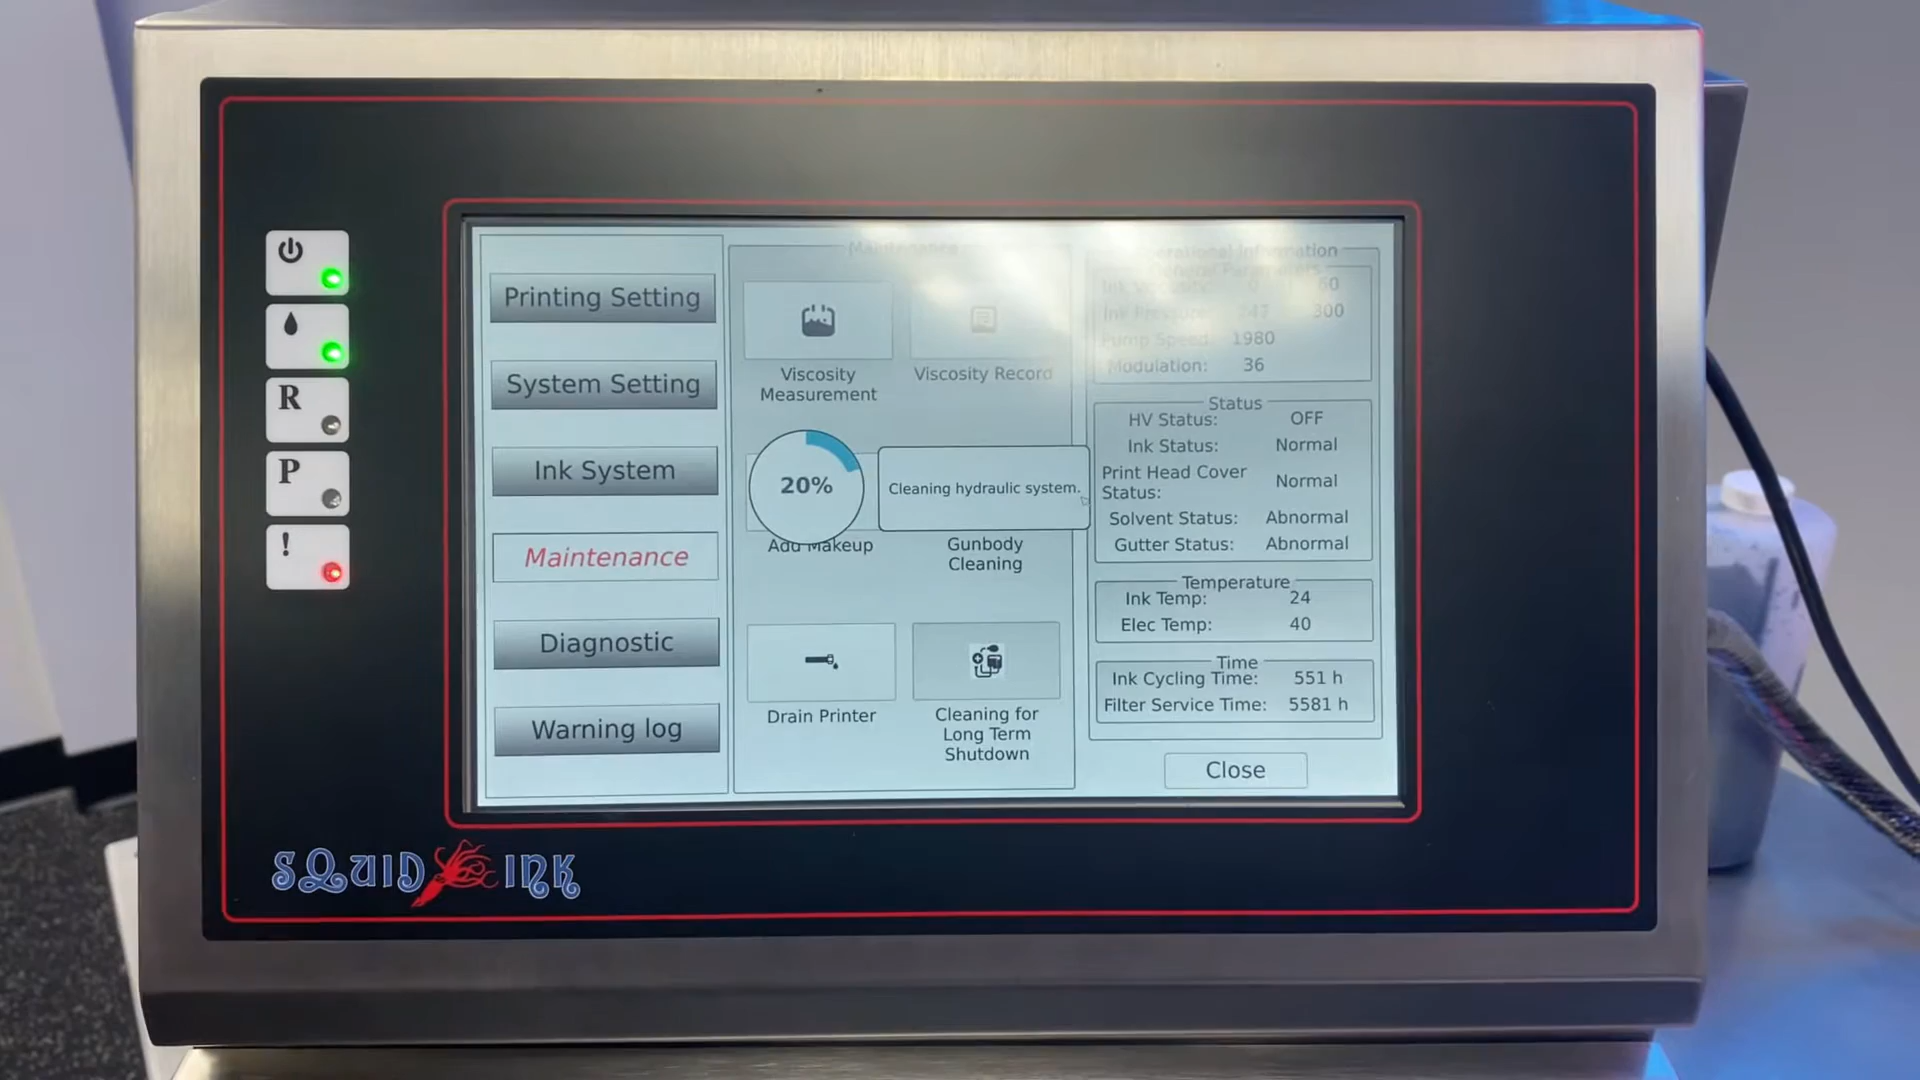 R
P
!
Printing Setting
System Setting
Ink System
Maintenance
Diagnostic
Warning log
Maintenance
Viscosity
Measurement
Viscosity Record
20%
Cleaning hydraulic system.
Add Makeup
Gunbody
Cleaning
Drain Printer
Cleaning for
Long Term
Shutdown
Operational Information
General Parameters
60
Ink Pressure: 300
Pump Speed: 1980
Modulation: 36
Status
HV Status: OFF
Ink Status: Normal
Print Head Cover
Status: Normal
Solvent Status: Abnormal
Gutter Status: Abnormal
Temperature
Ink Temp: 24
Elec Temp: 40
Time
Ink Cycling Time: 551 h
Filter Service Time: 5581 h
Close
SQUID INK